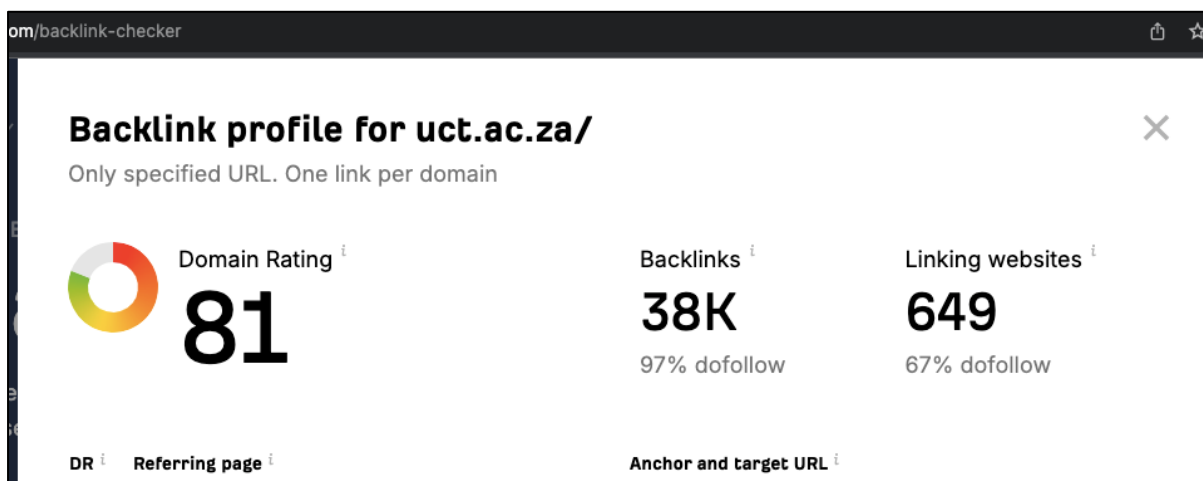 om/backlink-checker
Backlink profile for uct.ac.za/
Only specified URL. One link per domain
Domain Rating i
81
Backlinks i
38K
97% dofollow
Linking websites i
649
67% dofollow
DR i Referring page i Anchor and target URL i